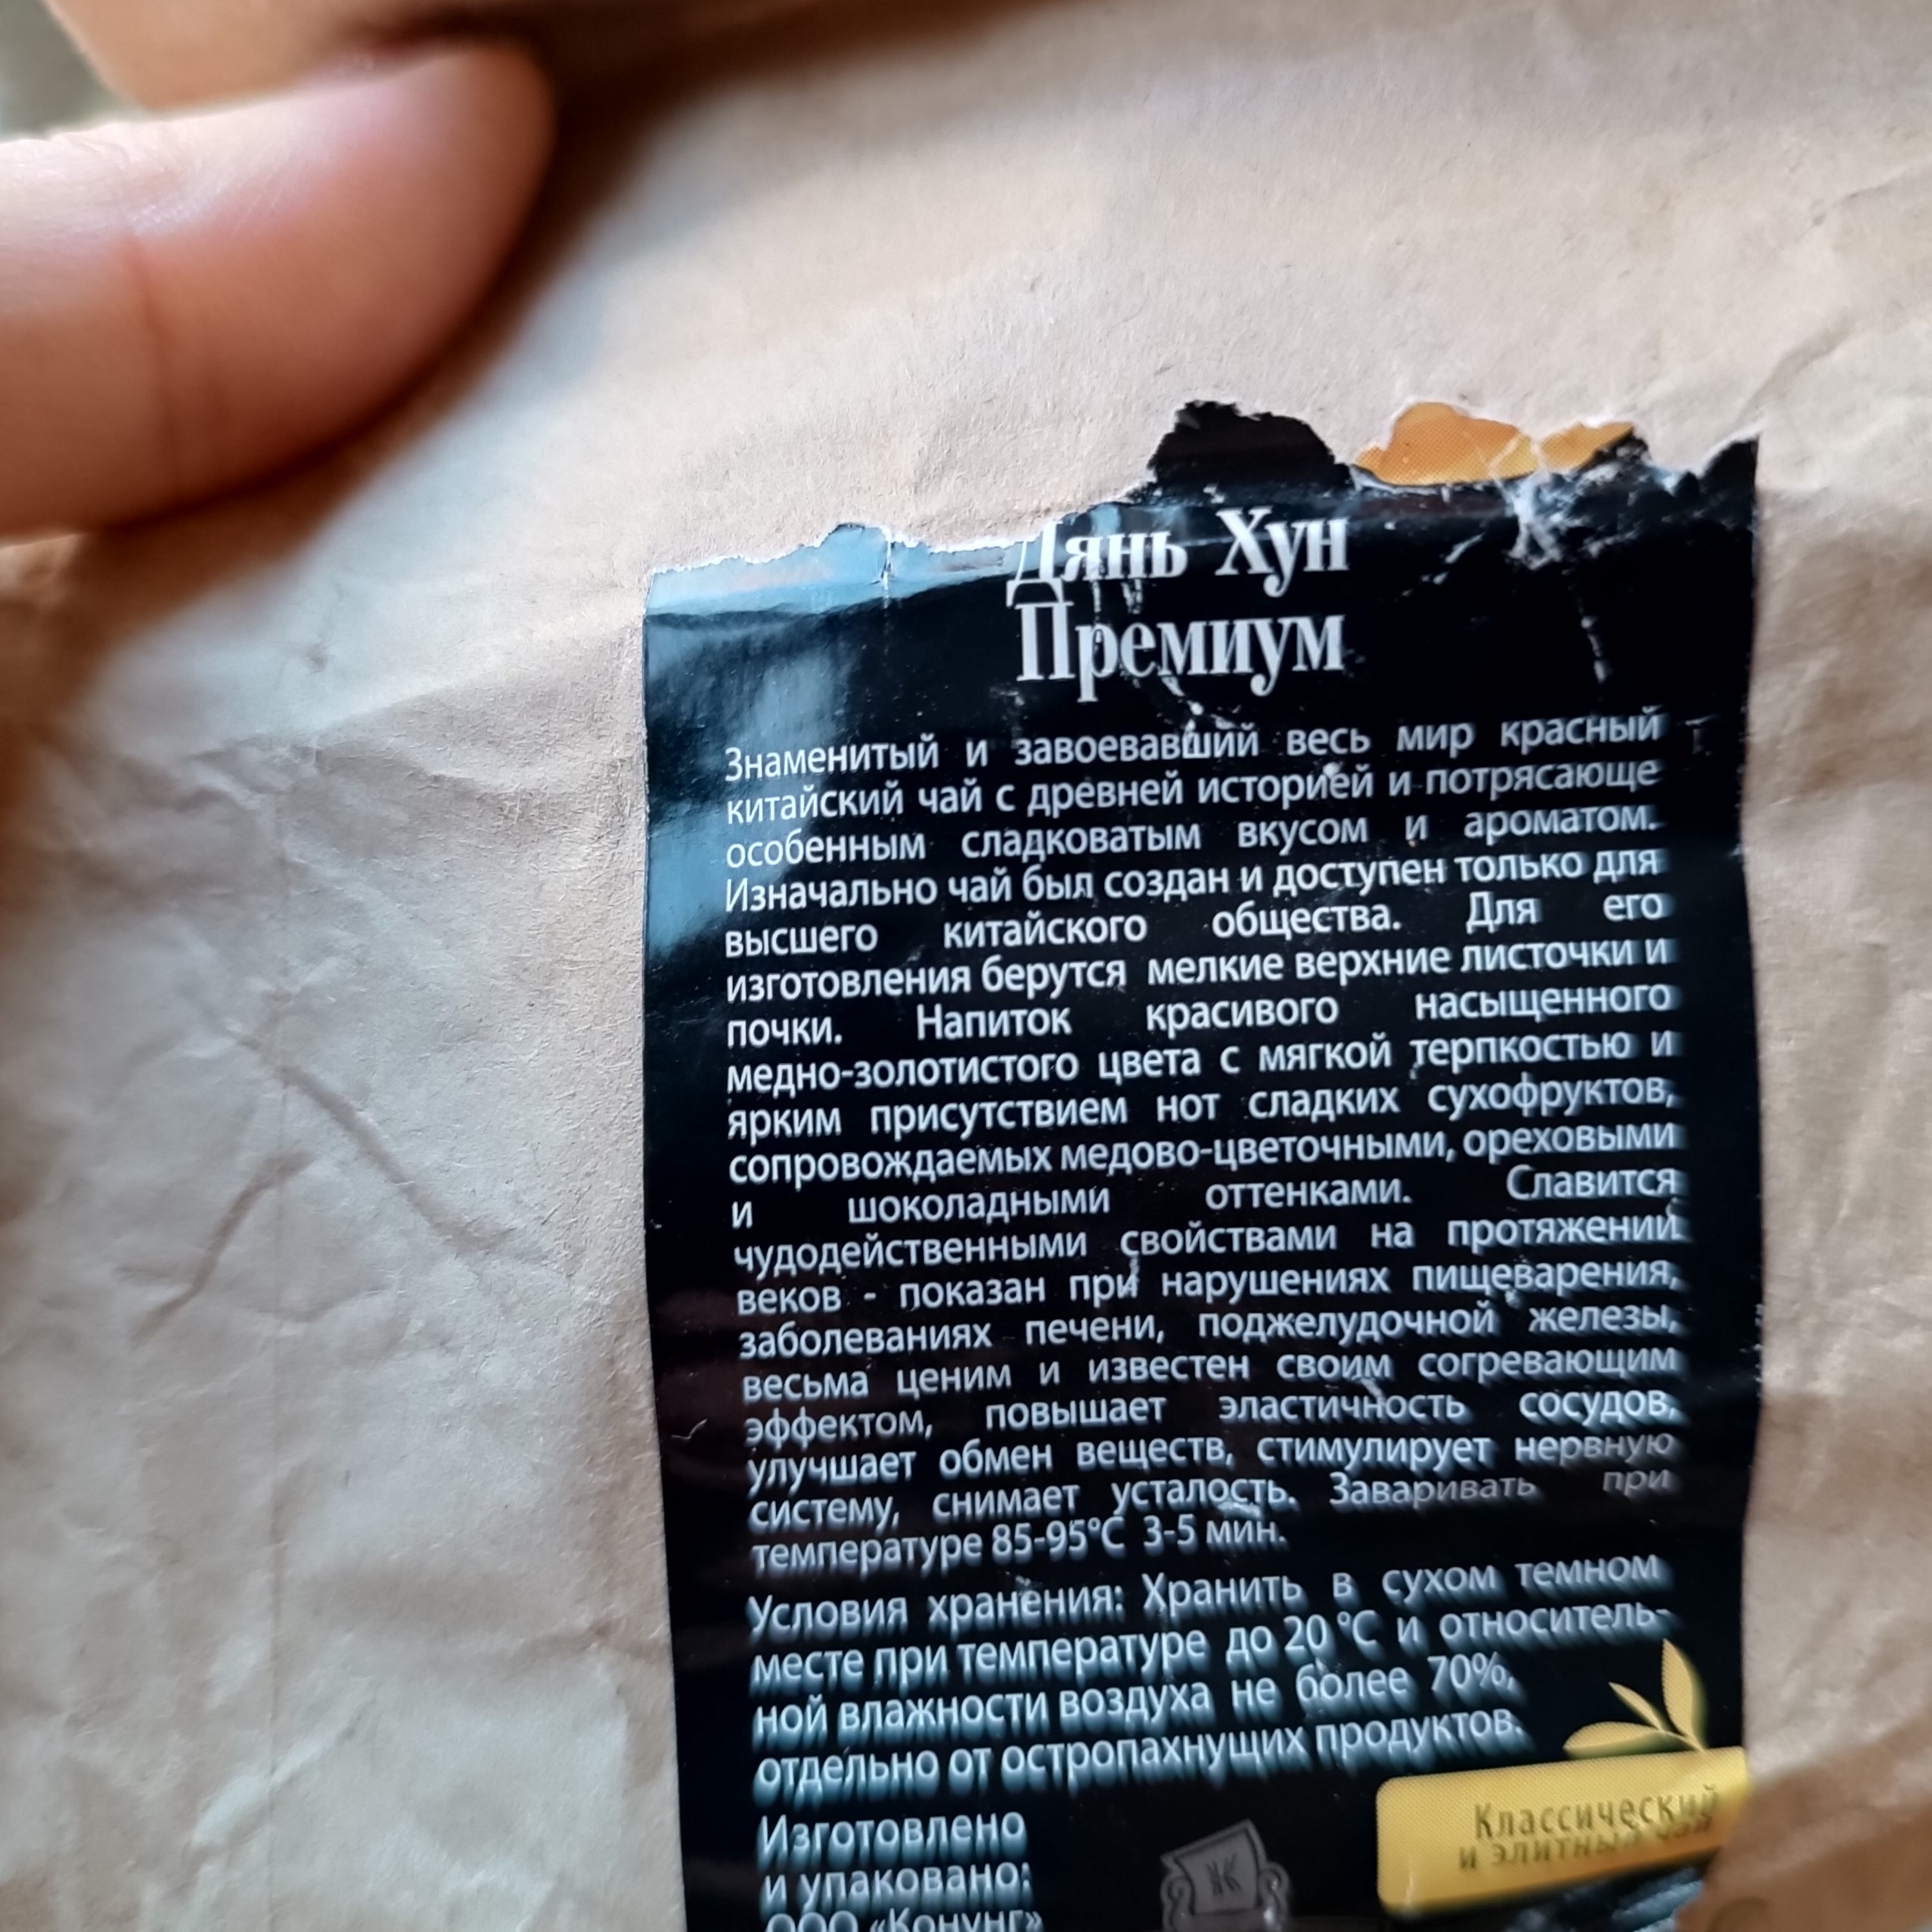 Дянь Хун
Премиум
Знаменитый и завоевавший весь мир красный
китайский чай с древней историей и потрясающе
особенным сладковатым вкусом и ароматом.
Изначально чай был создан и доступен только для
высшего китайского общества. Для его
изготовления берутся мелкие верхние листочки и
почки. Напиток красивого насыщенного
медно-золотистого цвета с мягкой терпкостью и
ярким присутствием нот сладких сухофруктов,
сопровождаемых медово-цветочными, ореховыми
и шоколадными оттенками. Славится
чудодейственными свойствами на протяжении
веков - показан при нарушениях пищеварения,
заболеваниях печени, поджелудочной железы,
весьма ценим и известен своим согревающим
эффектом, повышает эластичность сосудов,
улучшает обмен веществ, стимулирует нервную
систему, снимает усталость. Заваривать при
температуре 85-95°С 3-5 мин.
Условия хранения: Хранить в сухом темном
месте при температуре до 20 °С и относитель-
ной влажности воздуха не более 70%,
отдельно от остропахнущих продуктов.
Изготовлено
и упаковано:
ООО «Конунг»
Ж
Классический
и элитный чай